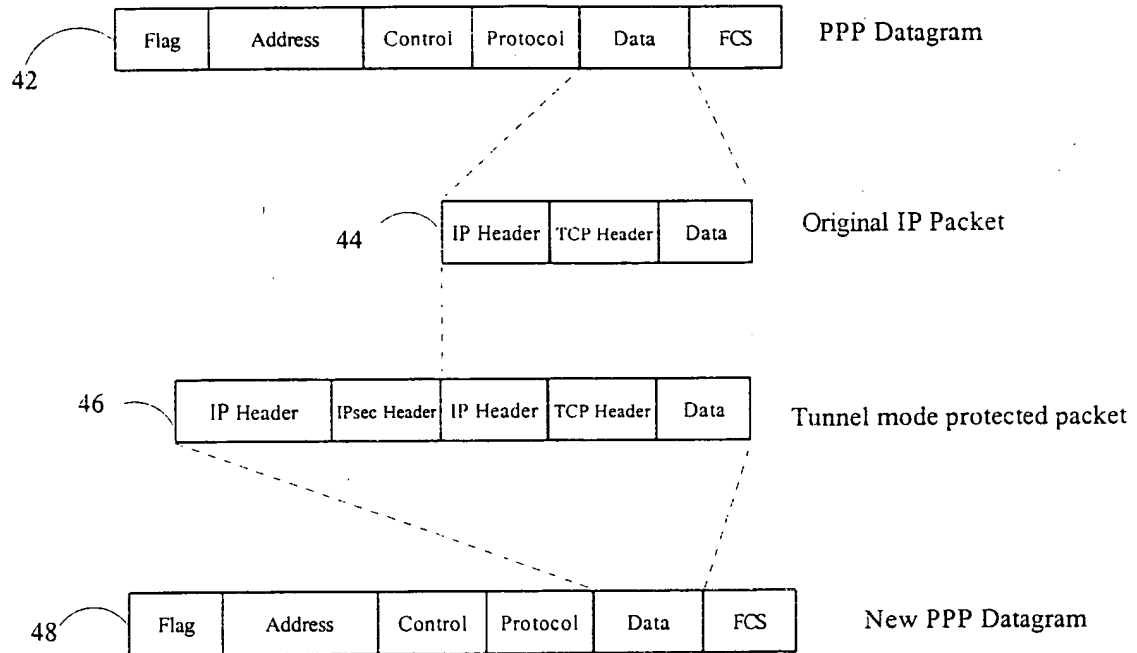 Flag Address Control Protocol Data FCS PPP Datagram
42
44 IP Header TCP Header Data Original IP Packet
46 IP Header IPsec Header IP Header TCP Header Data Tunnel mode protected packet
48 Flag Address Control Protocol Data FCS New PPP Datagram